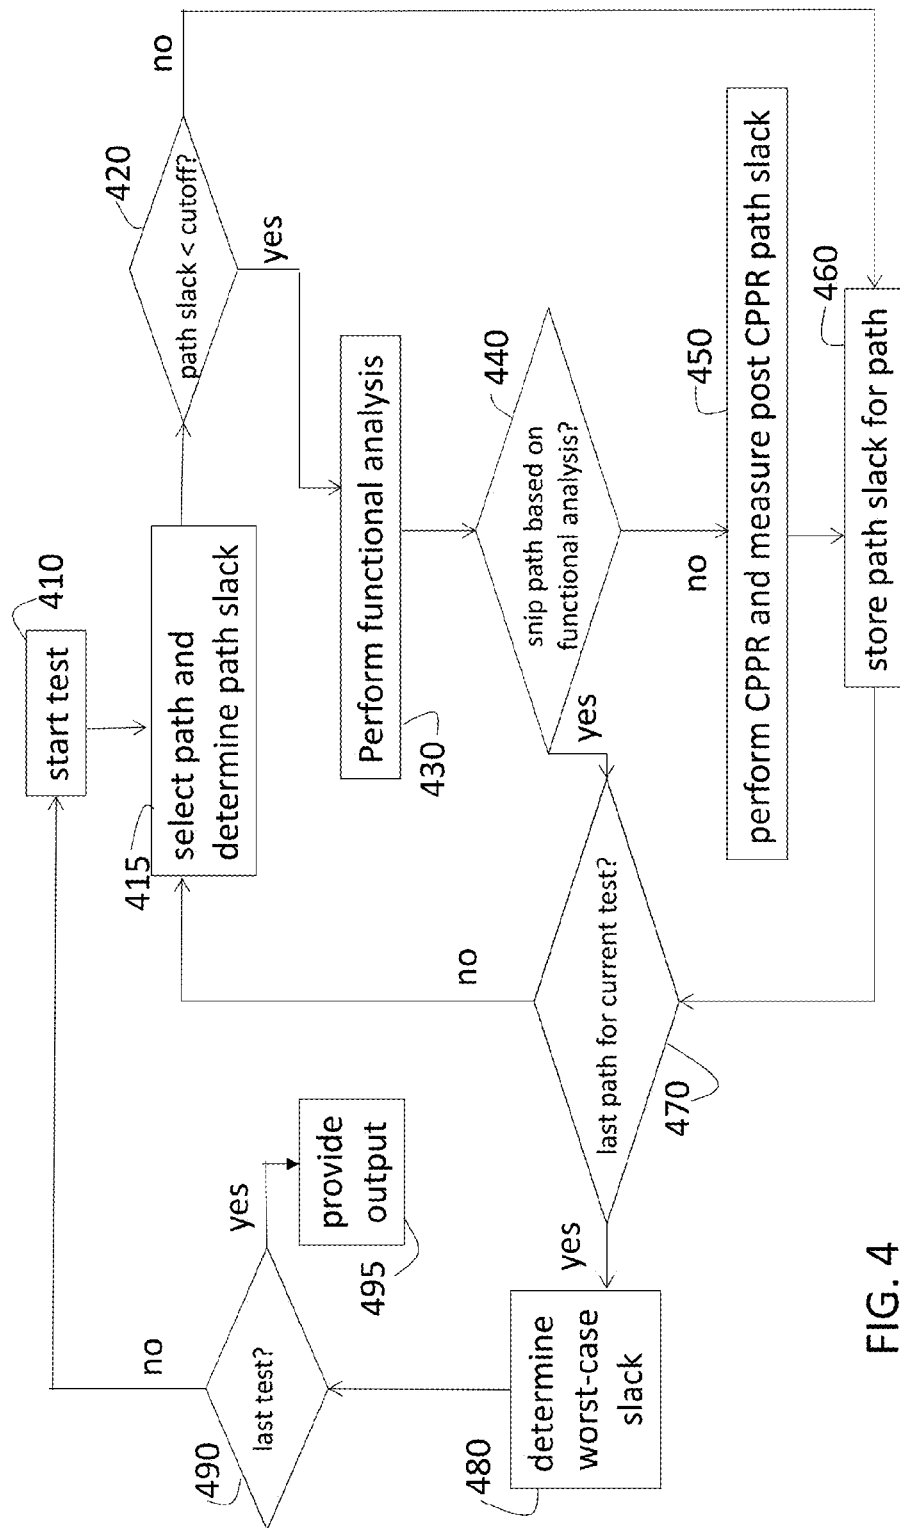 410
start test
415
select path and
determine path slack
420
path slack < cutoff?
no
yes
Perform functional analysis
430
440
snip path based on
functional analysis?
yes
no
450
perform CPPR and measure post CPPR path slack
460
store path slack for path
last path for current test?
470
no
yes
determine
worst-case
slack
480
last test?
490
no
yes
provide
output
495
FIG. 4